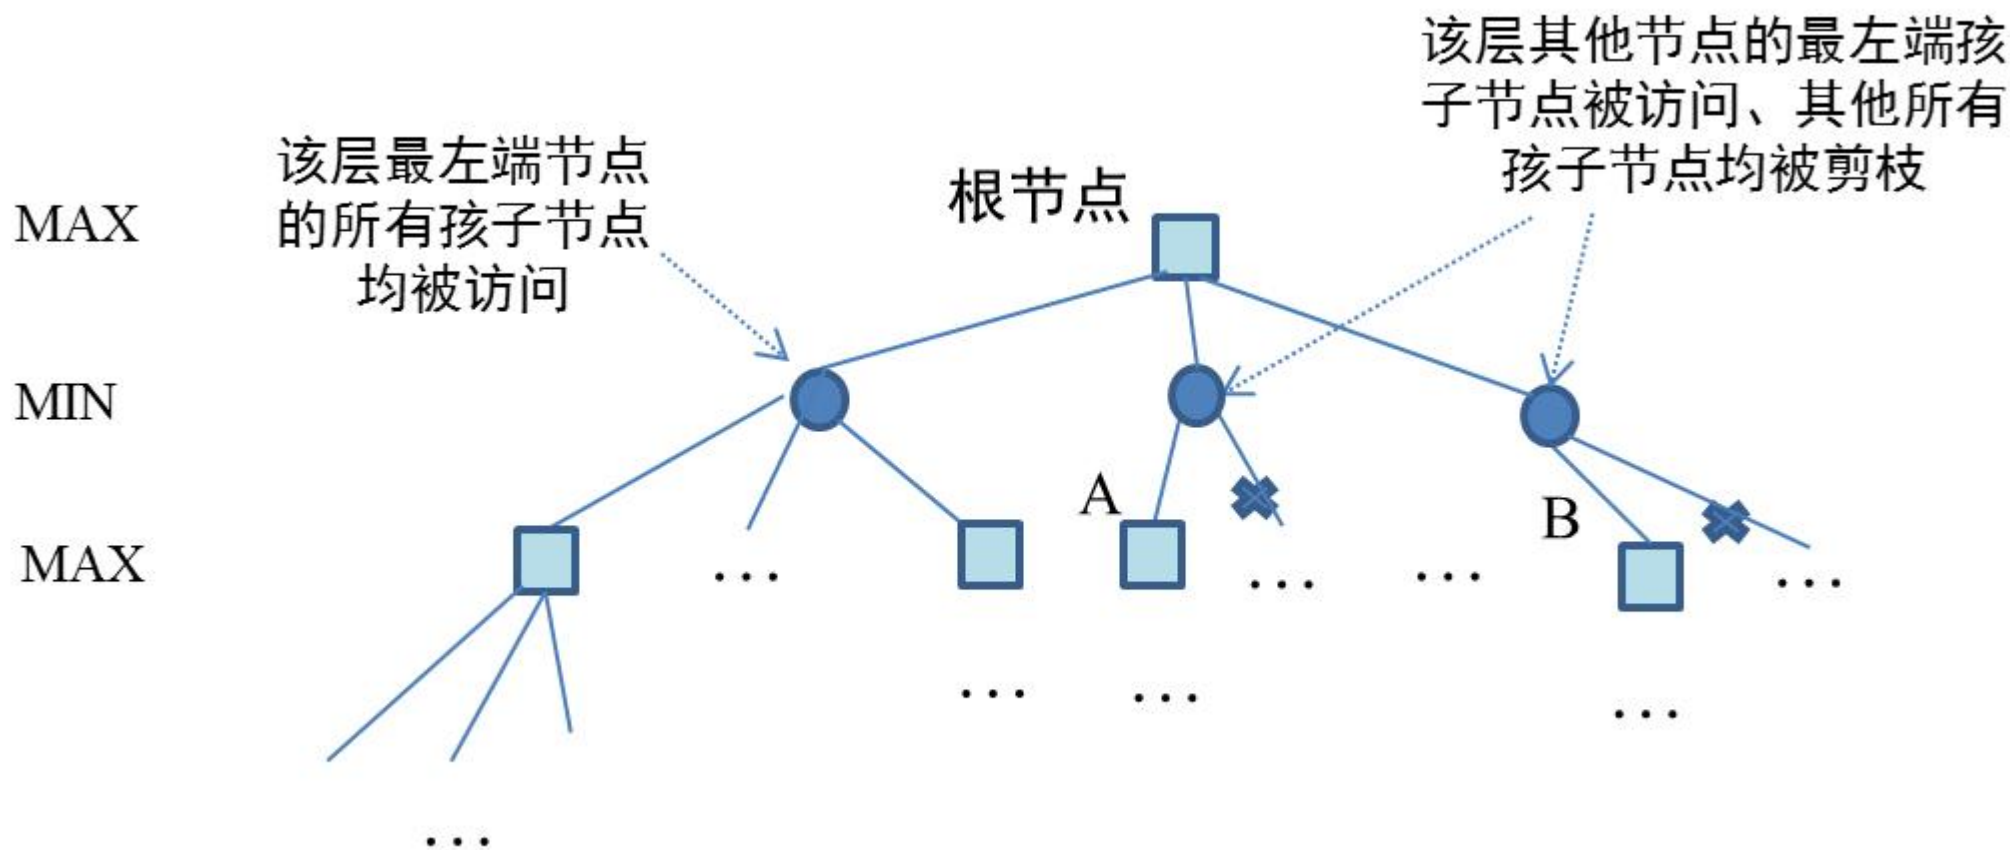 该层其他节点的最左端孩
子节点被访问、其他所有
孩子节点均被剪枝
该层最左端节点
的所有孩子节点
均被访问
根节点
MAX
MIN
A
B
MAX
…
…
…
…
…
…
…
…